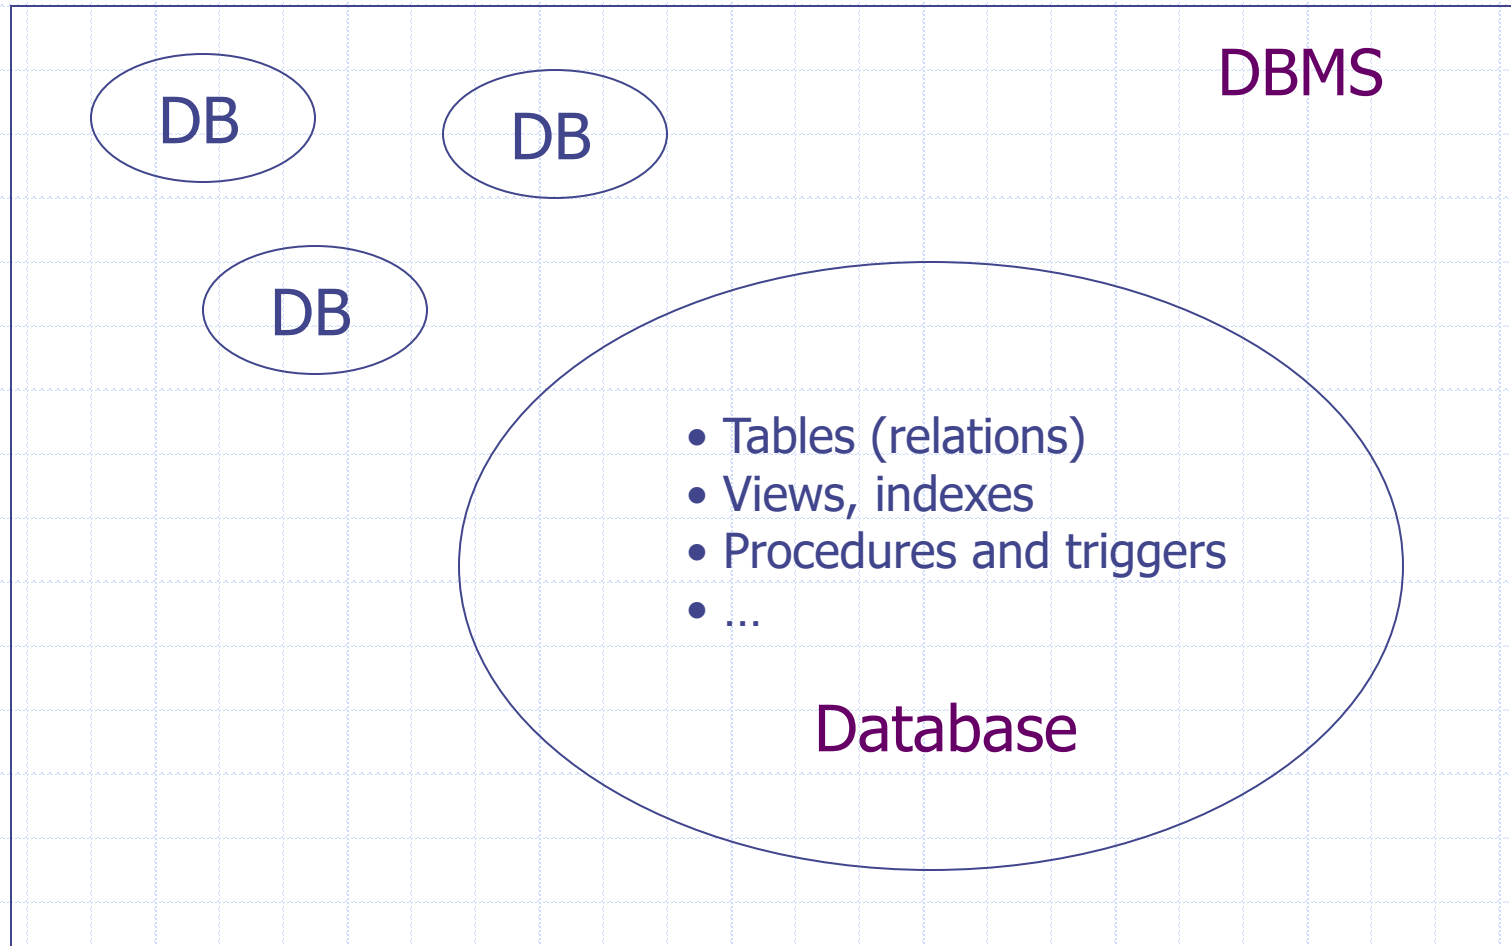 DBMS
DB
DB
DB
• Tables (relations)
• Views, indexes
• Procedures and triggers
• ...
Database